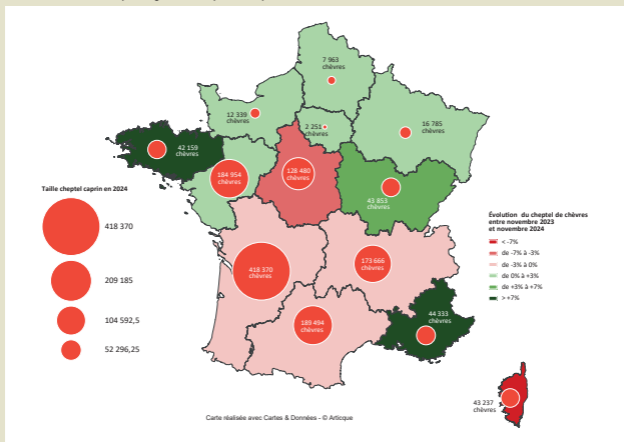 7 963
chèvres
12 339
chèvres
2 251
chèvres
16 785
chèvres
42 159
chèvres
184 954
chèvres
128 480
chèvres
43 853
chèvres
Taille cheptel caprin en 2024
418 370
209 185
104 592,5
52 296,25
418 370
chèvres
173 666
chèvres
189 494
chèvres
44 333
chèvres
43 237
chèvres
Évolution du cheptel de chèvres
entre novembre 2023
et novembre 2024
< -7%
de -7% à -3%
de -3% à 0%
de 0% à +3%
de +3% à +7%
> +7%
Carte réalisée avec Cartes & Données - © Articque